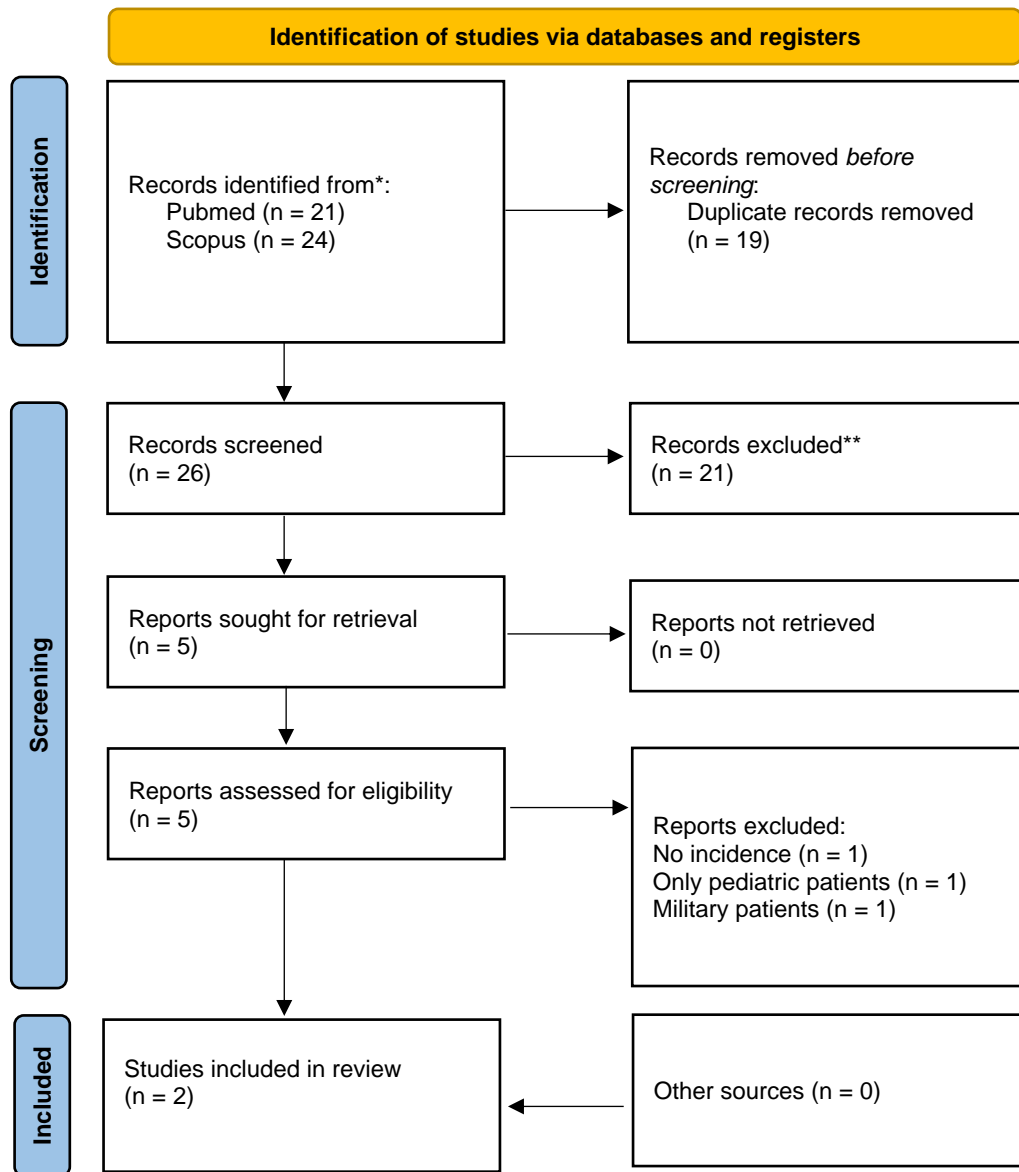 Identification of studies via databases and registers
Identification
Records identified from*:
Pubmed (n = 21)
Scopus (n = 24)
Records removed before
screening:
Duplicate records removed
(n = 19)
Screening
Records screened
(n = 26)
Records excluded**
(n = 21)
Reports sought for retrieval
(n = 5)
Reports not retrieved
(n = 0)
Reports assessed for eligibility
(n = 5)
Reports excluded:
No incidence (n = 1)
Only pediatric patients (n = 1)
Military patients (n = 1)
Included
Studies included in review
(n = 2)
Other sources (n = 0)